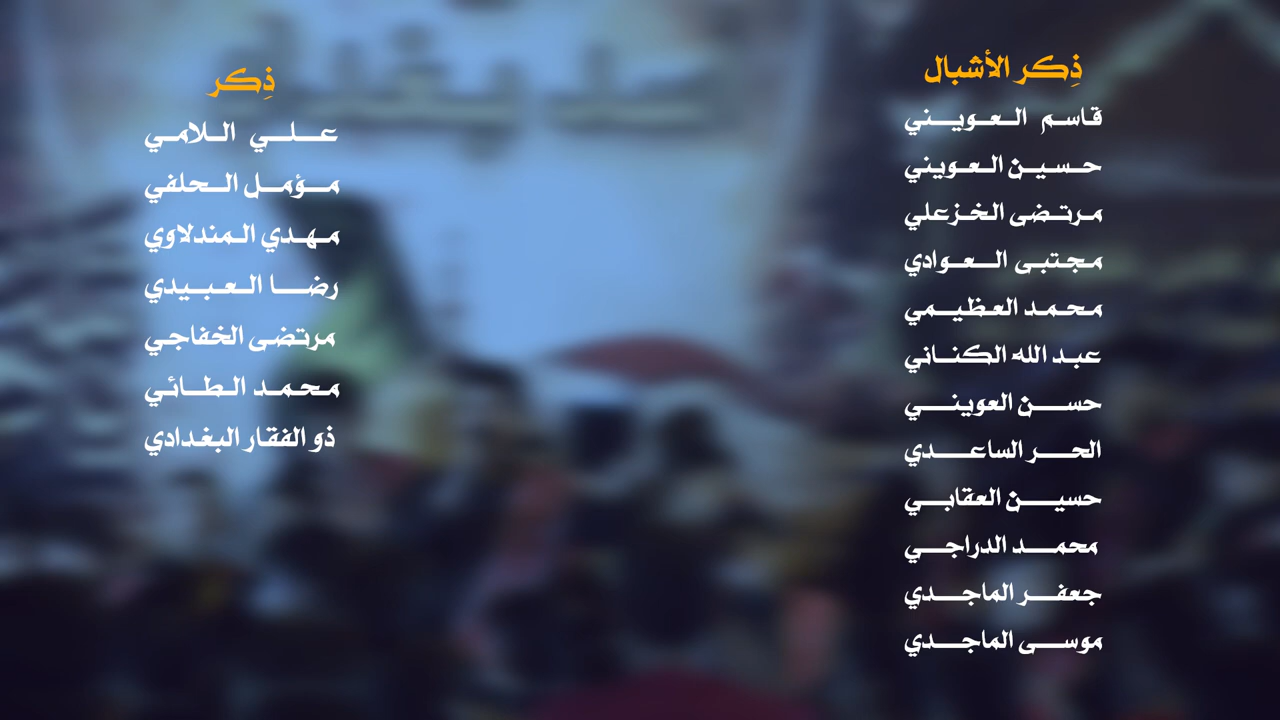 ذِكر الأشبال
قاسم العويني
حسين العويني
مرتضى الخزعلي
مجتبى العوادي
محمد العظيمي
عبد الله الكناني
حسن العويني
الحر الساعدي
حسين العقابي
محمد الدراجي
جعفر الماجدي
موسى الماجدي
ذِكر
علي اللامي
مؤمل الحلفي
مهدي المندلاوي
رضا العبيدي
مرتضى الخفاجي
محمد الطائي
ذو الفقار البغدادي